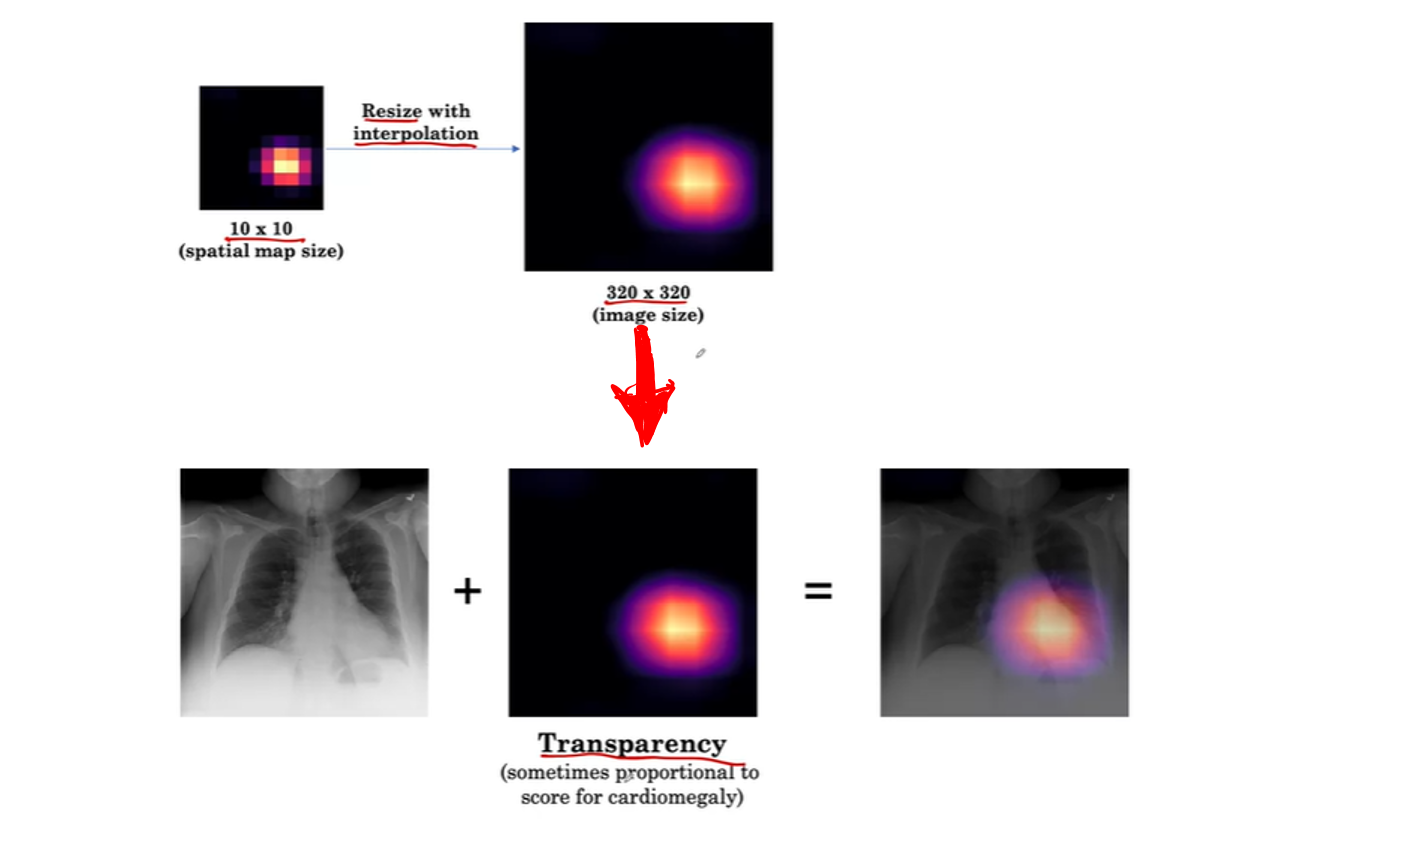 Resize with
interpolation
10 x 10
(spatial map size)
320 x 320
(image size)
+
=
Transparency
(sometimes proportional to
score for cardiomegaly)